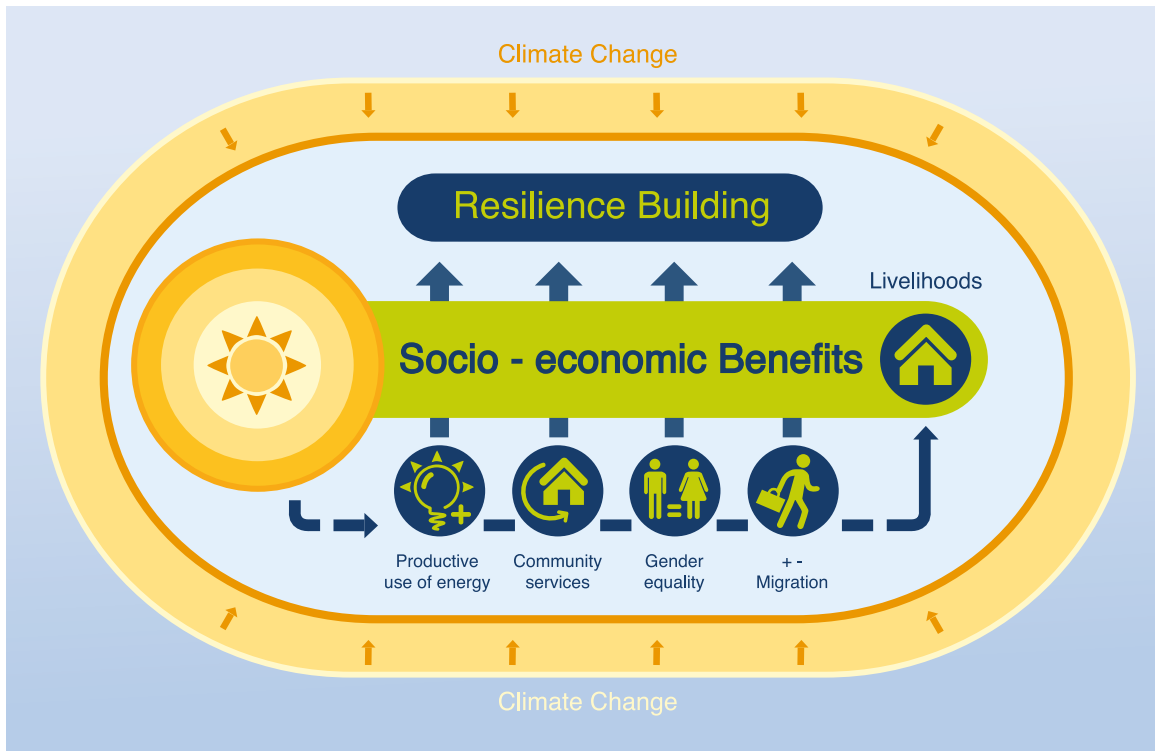 Climate Change
Resilience Building
Livelihoods
Socio - economic Benefits
Productive
use of energy
Community
services
Gender
equality
+ -
Migration
Climate Change